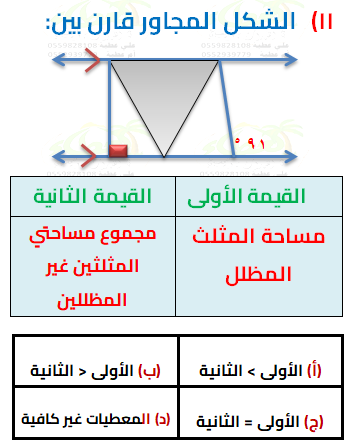 ١١) الشكل المجاور قارن بين:
٩١°
القيمة الأولى
القيمة الثانية
مساحة المثلث
المظلل
مجموع مساحتي
المثلثين غير
المظللين
(أ) الأولى > الثانية
(ب) الأولى < الثانية
(ج) الأولى = الثانية
(د) المعطيات غير كافية